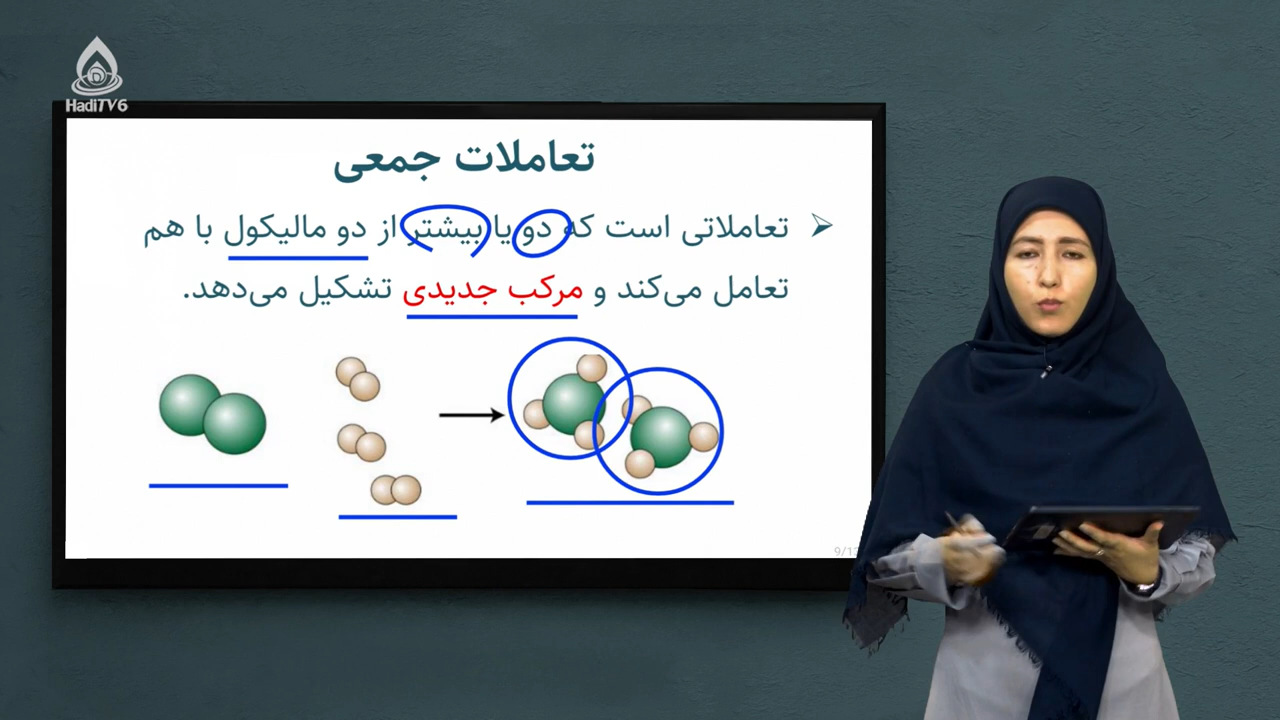 HadiTV6
تعاملات جمعی
تعاملاتی است که دو یا بیشتر از دو مالیکول با هم
تعامل می‌کند و مرکب جدیدی تشکیل می‌دهد.